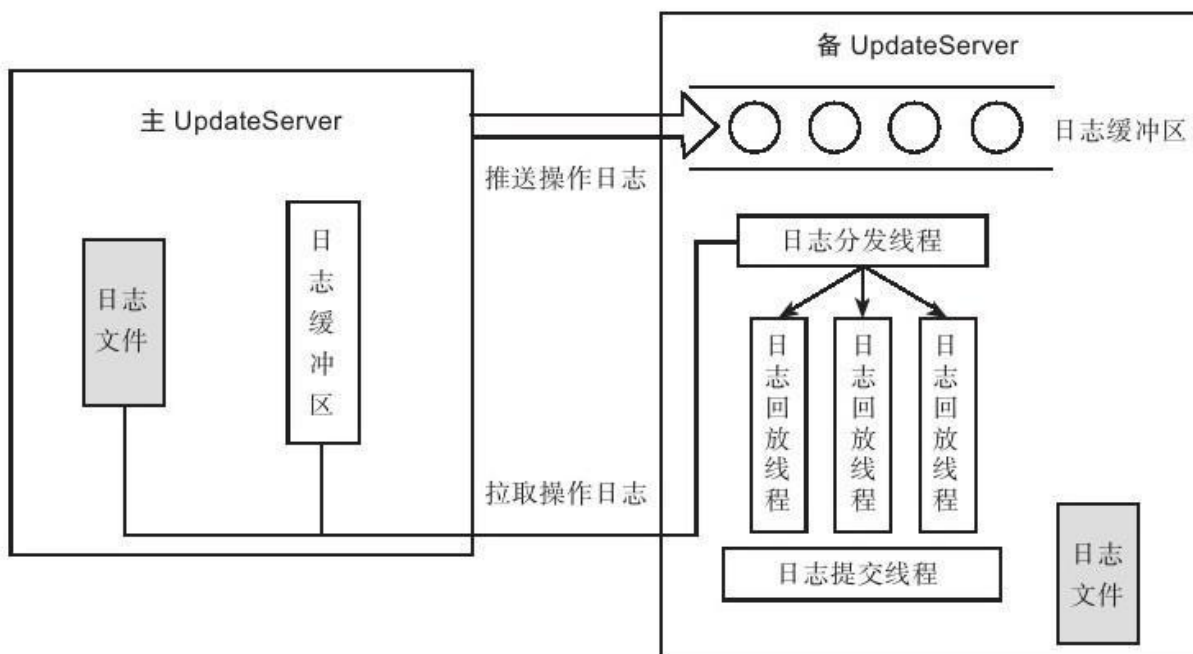 备 UpdateServer
主 UpdateServer
日志缓冲区
推送操作日志
日志分发线程
日志
文件
日志缓冲区
日志回放线程
日志回放线程
日志回放线程
拉取操作日志
日志提交线程
日志
文件